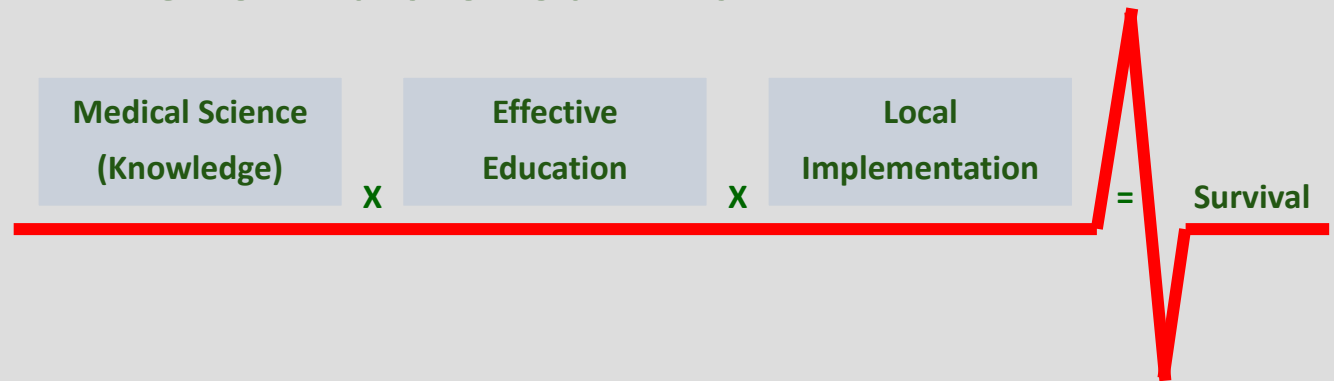 Medical Science
(Knowledge)
X
Effective
Education
X
Local
Implementation
=
Survival